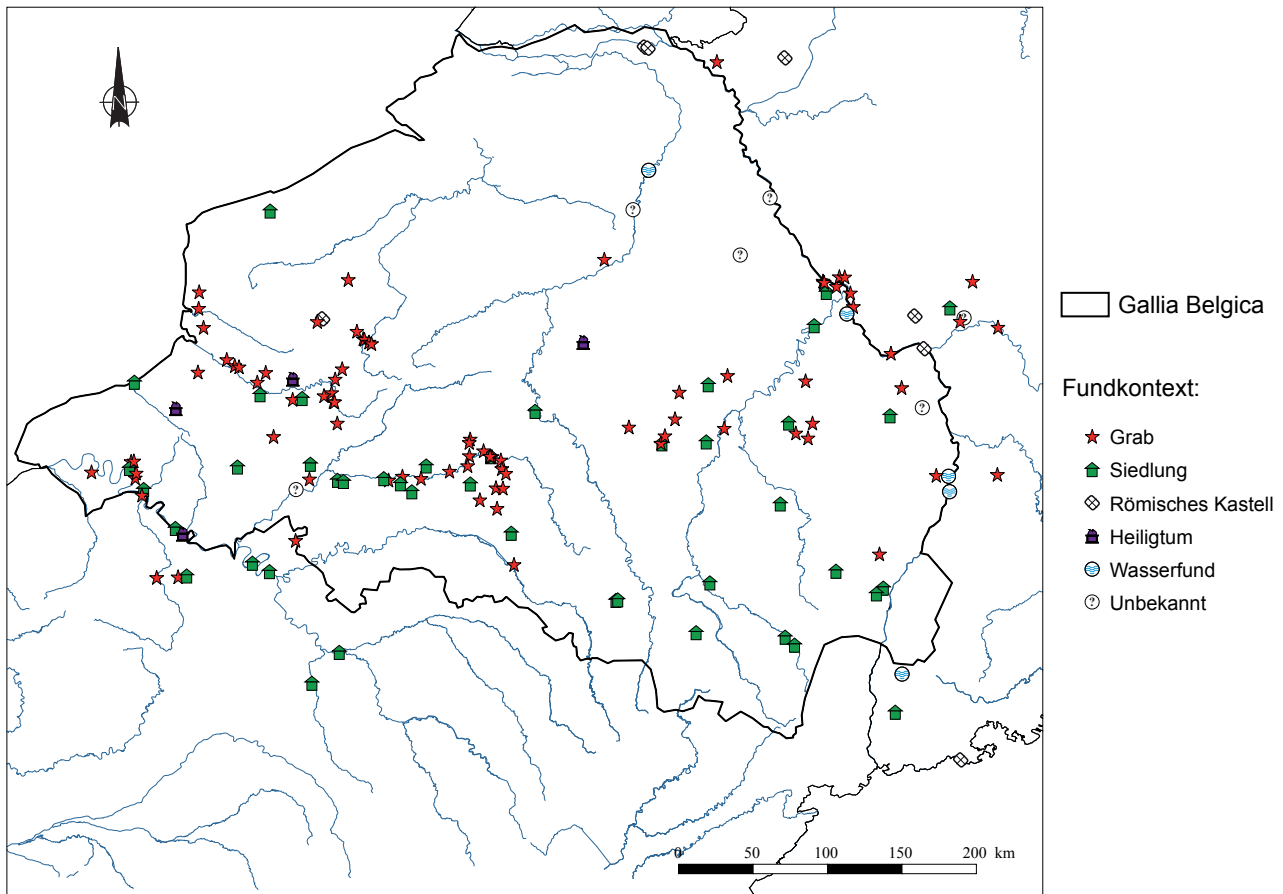 N
Gallia Belgica
Fundkontext:
Grab
Siedlung
Römisches Kastell
Heiligtum
Wasserfund
? Unbekannt
0 50 100 150 200 km